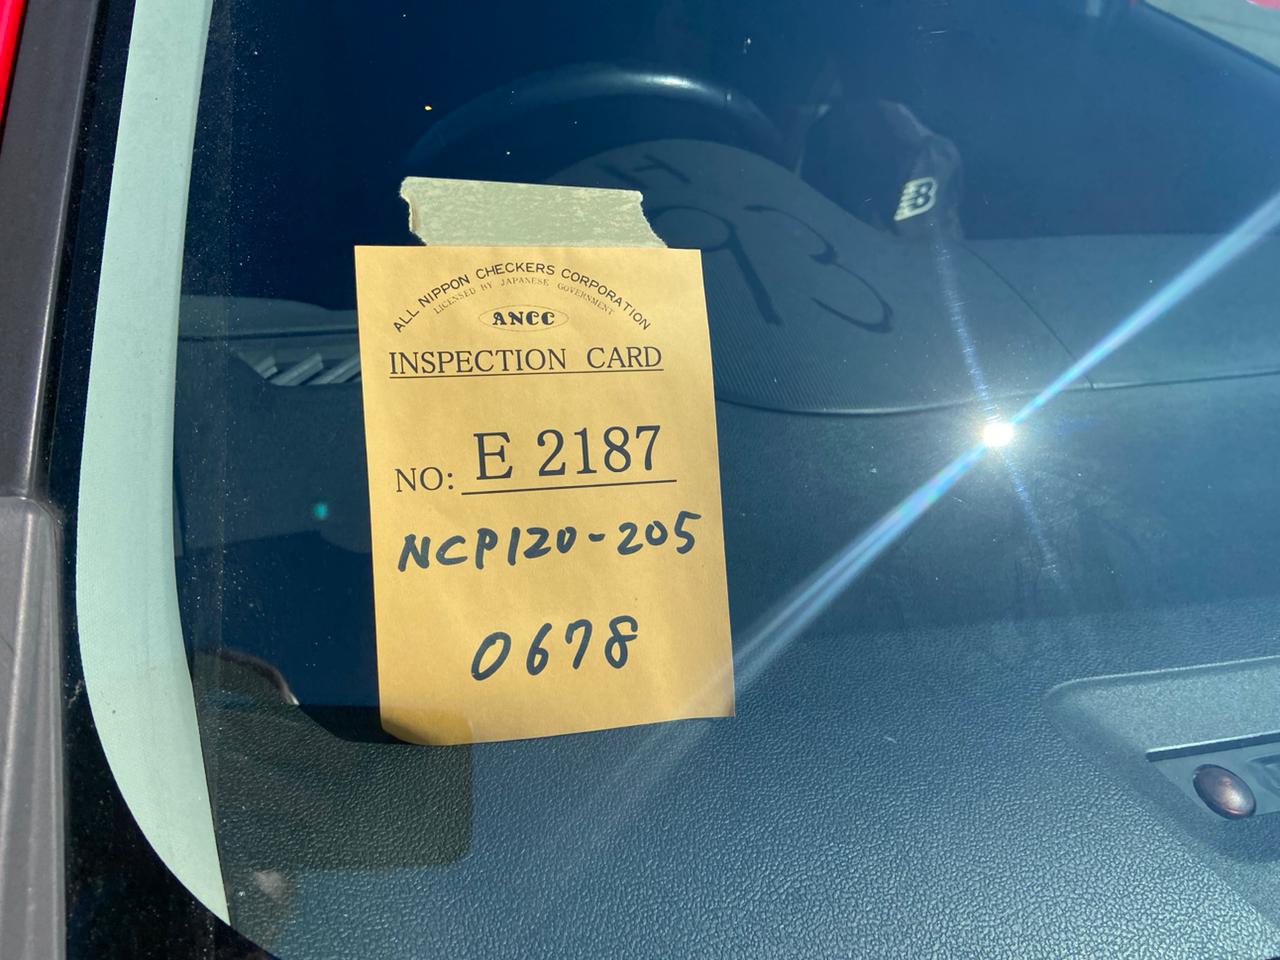 ALL NIPPON CHECKERS CORPORATION
LICENSED BY JAPANESE GOVERNMENT
ANCC
INSPECTION CARD
NO: E 2187
NCP120-205
0678
B